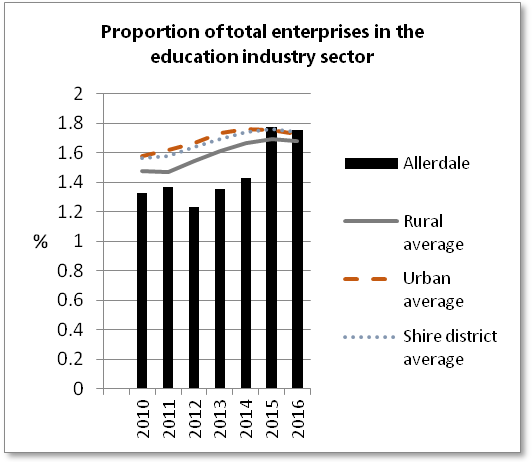 Proportion of total enterprises in the
education industry sector
2
1.8
1.6
1.4
1.2
1
0.8
0.6
0.4
0.2
0
%
2010
2011
2012
2013
2014
2015
2016
Allerdale
Rural
average
Urban
average
Shire district
average